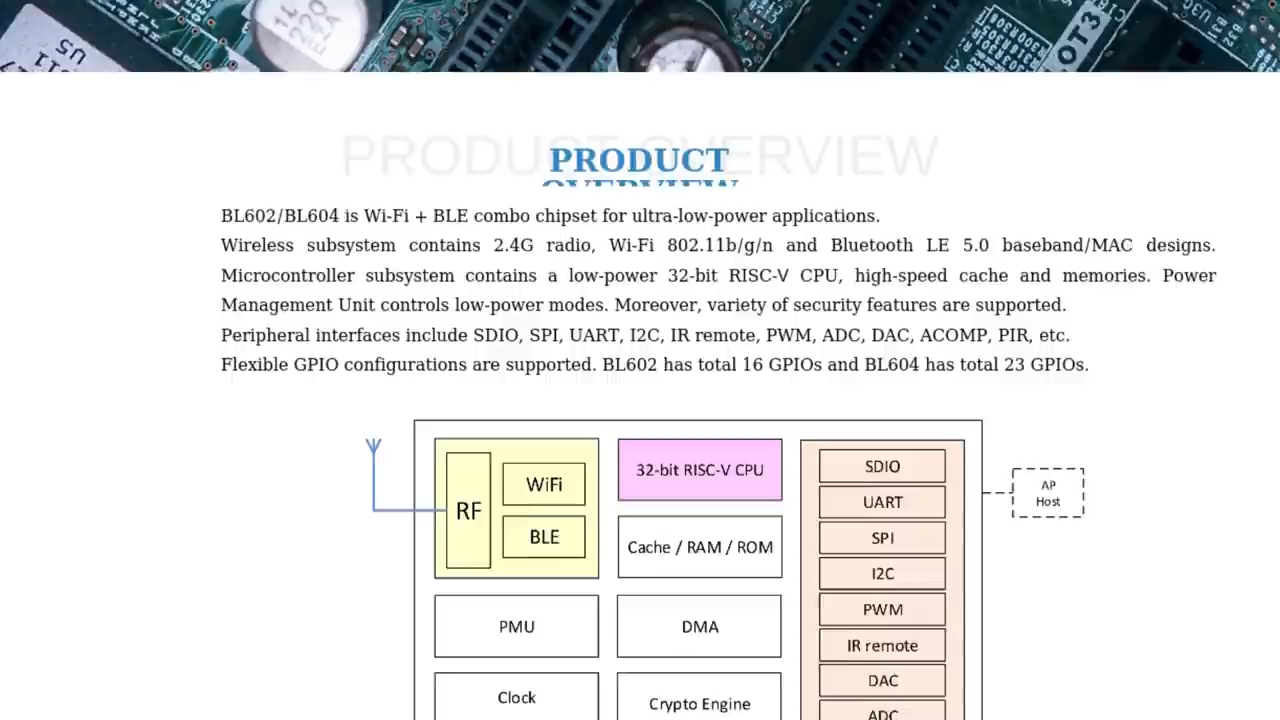 U5
OT3
PRODUCT OVERVIEW
PRODUCT
OVERVIEW
BL602/BL604 is Wi-Fi + BLE combo chipset for ultra-low-power applications.
Wireless subsystem contains 2.4G radio, Wi-Fi 802.11b/g/n and Bluetooth LE 5.0 baseband/MAC designs.
Microcontroller subsystem contains a low-power 32-bit RISC-V CPU, high-speed cache and memories. Power
Management Unit controls low-power modes. Moreover, variety of security features are supported.
Peripheral interfaces include SDIO, SPI, UART, I2C, IR remote, PWM, ADC, DAC, ACOMP, PIR, etc.
Flexible GPIO configurations are supported. BL602 has total 16 GPIOs and BL604 has total 23 GPIOs.
RF
WiFi
BLE
32-bit RISC-V CPU
Cache / RAM / ROM
PMU
DMA
Clock
Crypto Engine
SDIO
UART
SPI
I2C
PWM
IR remote
DAC
ADC
AP
Host